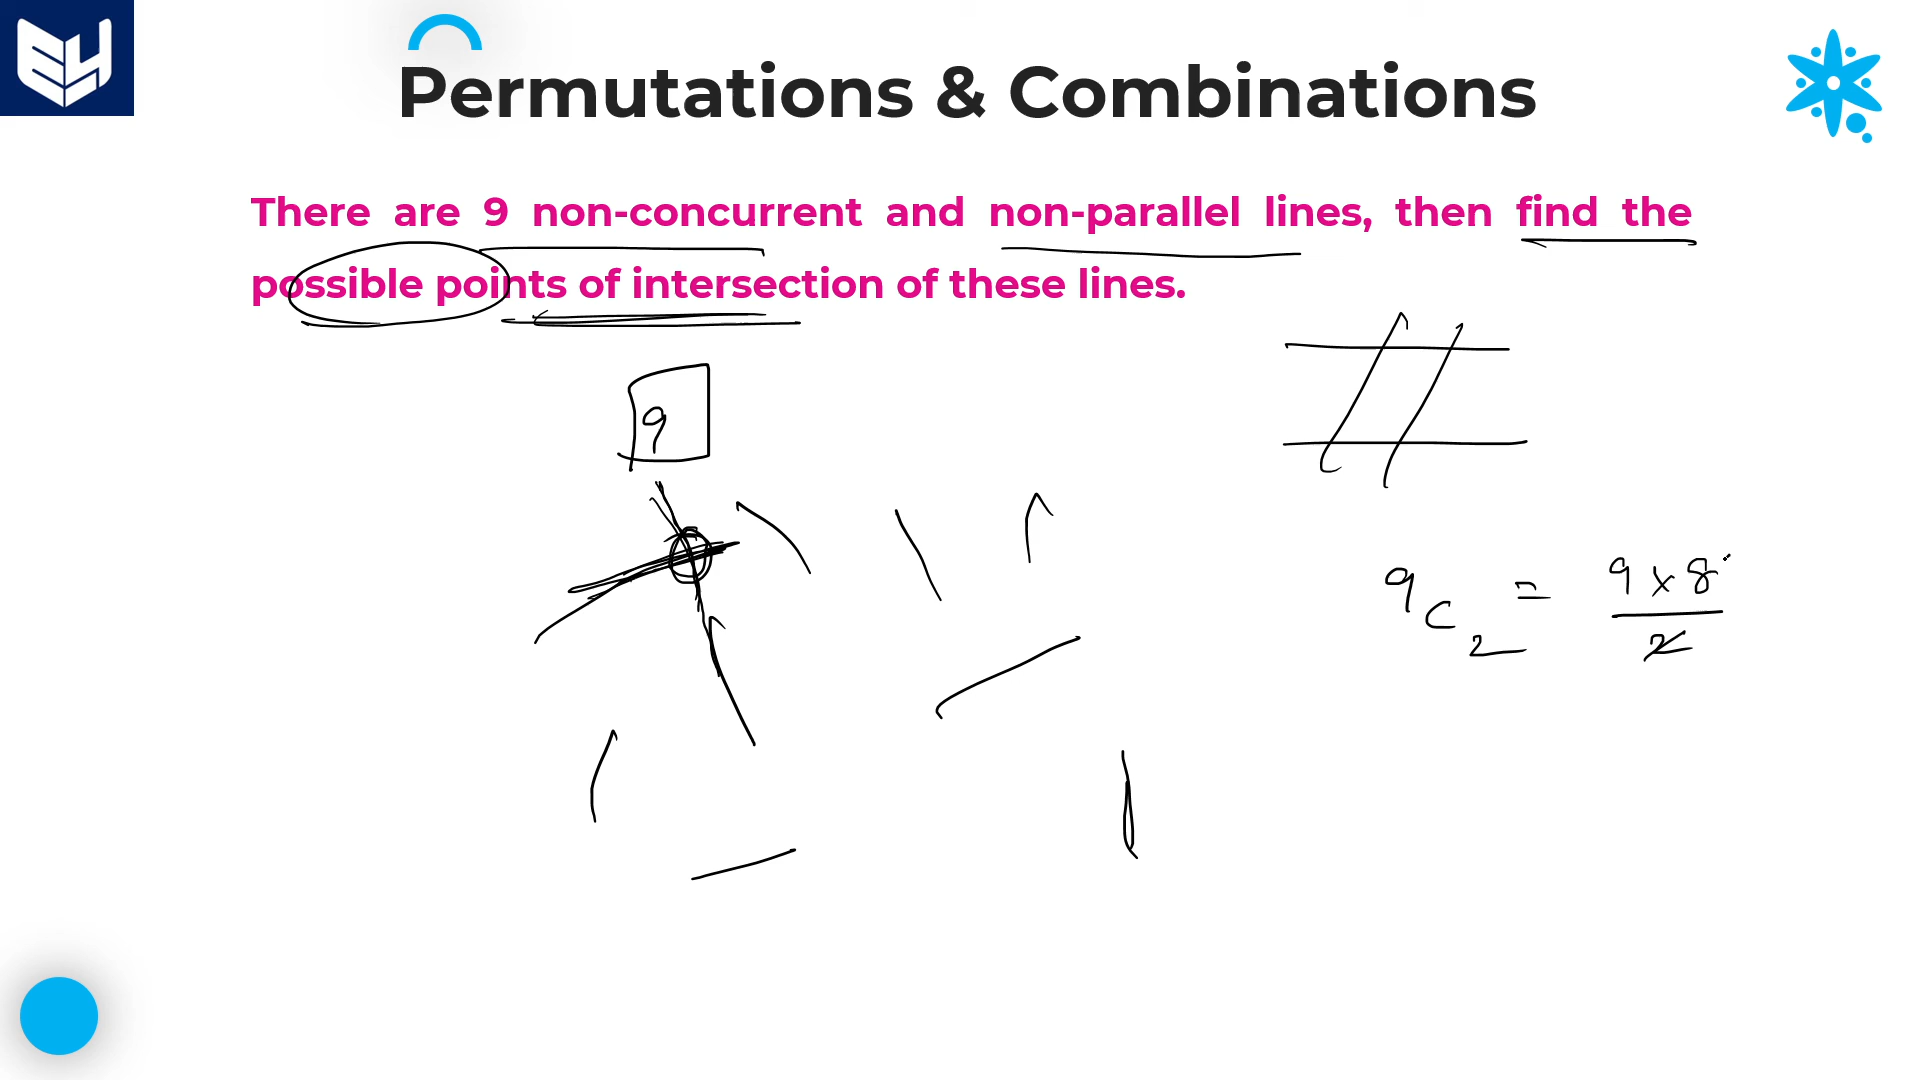 Permutations & Combinations
There are 9 non-concurrent and non-parallel lines, then find the
possible points of intersection of these lines.
9
9C2 = 9 x 8 / 2